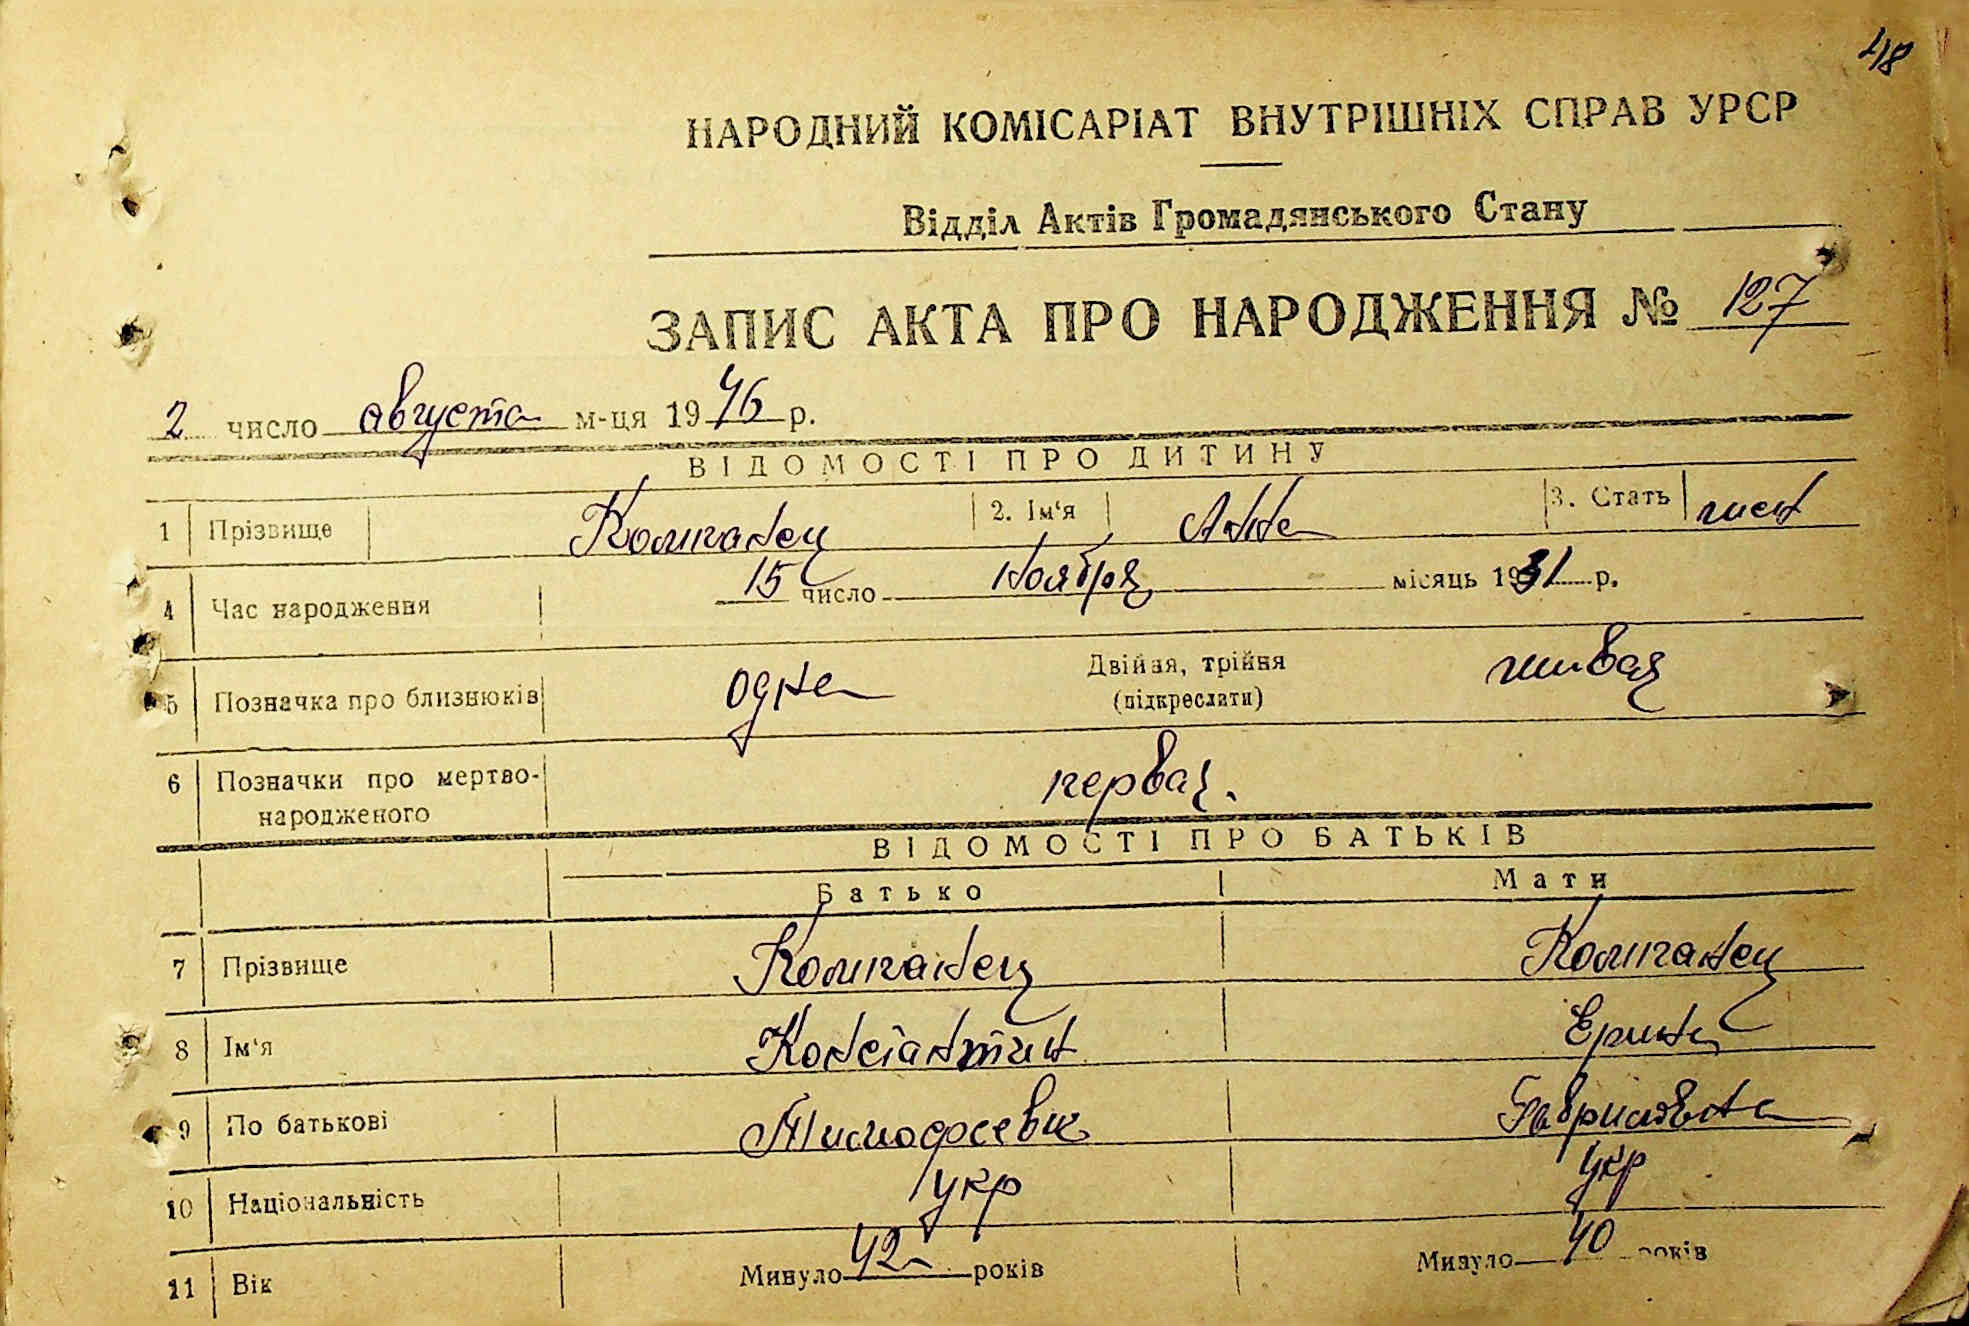 418
НАРОДНИЙ КОМІСАРІАТ ВНУТРІШНІХ СПРАВ УРСР
Відділ Актів Громадянського Стану
ЗАПИС АКТА ПРО НАРОДЖЕННЯ № 127
2 число августа м-ця 1946 р.
ВІДОМОСТІ ПРО ДИТИНУ
1 Прізвище Компанец 2. Ім'я Анна 3. Стать жен
4 Час народження 15 число ноября місяць 1931 р.
5 Позначка про близнюків одна Двійня, трійня (підкреслити) живая
6 Позначки про мертво-народженого первая.
ВІДОМОСТІ ПРО БАТЬКІВ
Батько Мати
7 Прізвище Компанец Компанец
8 Ім'я Константин Ерина
9 По батькові Тимофеевич Гавриловна
10 Національність укр укр
11 Вік Минуло 42 років Минуло 40 років